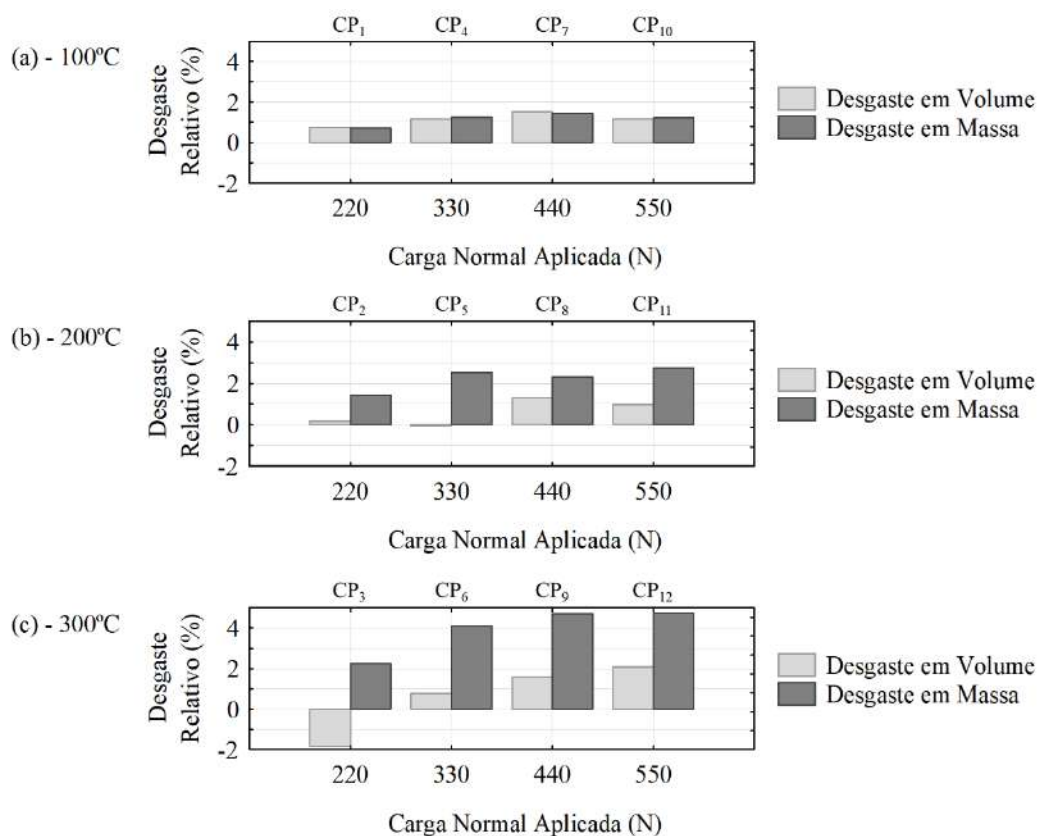 CP₁ CP₄ CP₇ CP₁₀
(a) - 100ºC
Desgaste
Relativo (%)
4
2
0
-2
220 330 440 550
Carga Normal Aplicada (N)
Desgaste em Volume
Desgaste em Massa
CP₂ CP₅ CP₈ CP₁₁
(b) - 200ºC
Desgaste
Relativo (%)
4
2
0
-2
220 330 440 550
Carga Normal Aplicada (N)
Desgaste em Volume
Desgaste em Massa
CP₃ CP₆ CP₉ CP₁₂
(c) - 300ºC
Desgaste
Relativo (%)
4
2
0
-2
220 330 440 550
Carga Normal Aplicada (N)
Desgaste em Volume
Desgaste em Massa